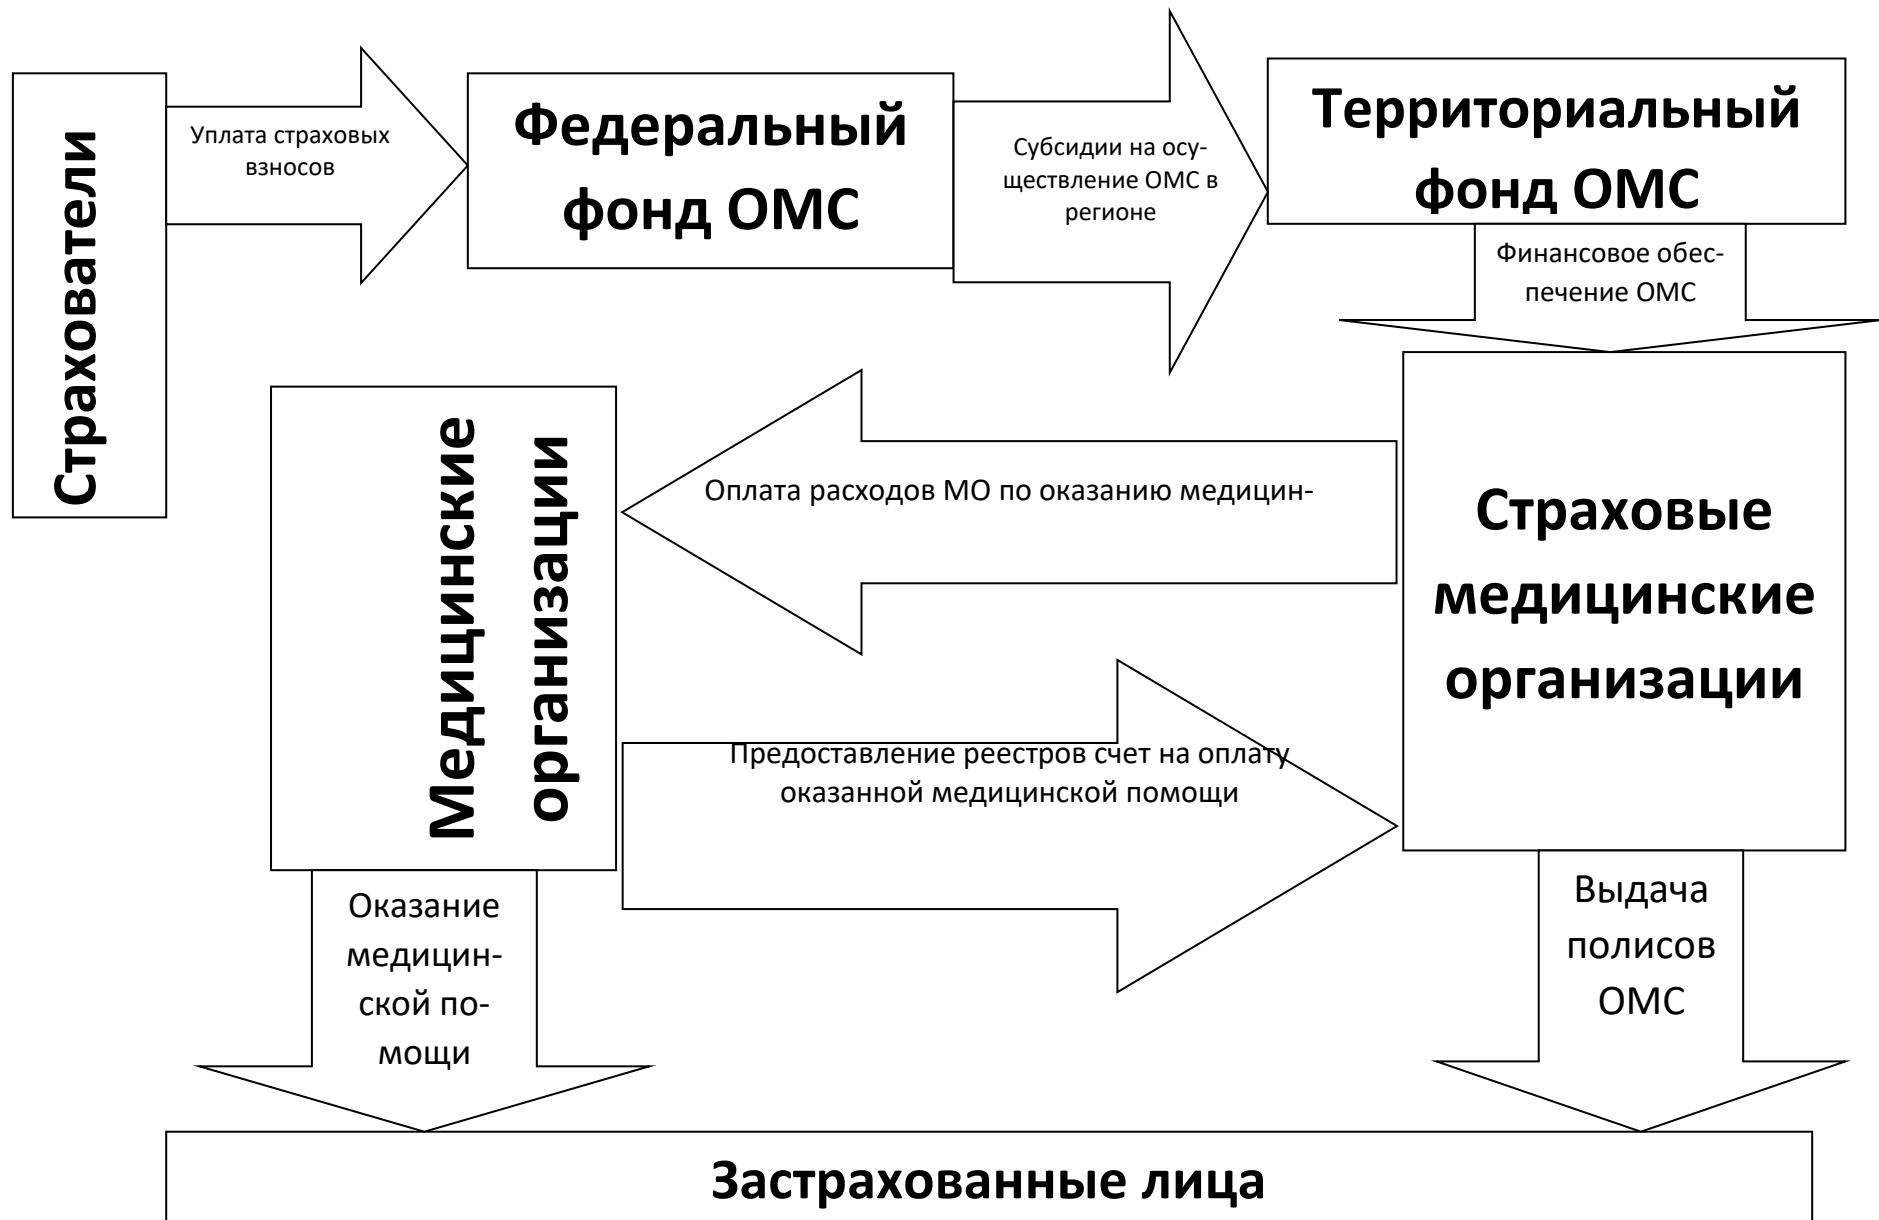 Страхователи
Уплата страховых
взносов
Федеральный
фонд ОМС
Субсидии на осу-
ществление ОМС в
регионе
Территориальный
фонд ОМС
Финансовое обес-
печение ОМС
Медицинские
организации
Оплата расходов МО по оказанию медицин-
Страховые
медицинские
организации
Предоставление реестров счет на оплату
оказанной медицинской помощи
Оказание
медицин-
ской по-
мощи
Выдача
полисов
ОМС
Застрахованные лица